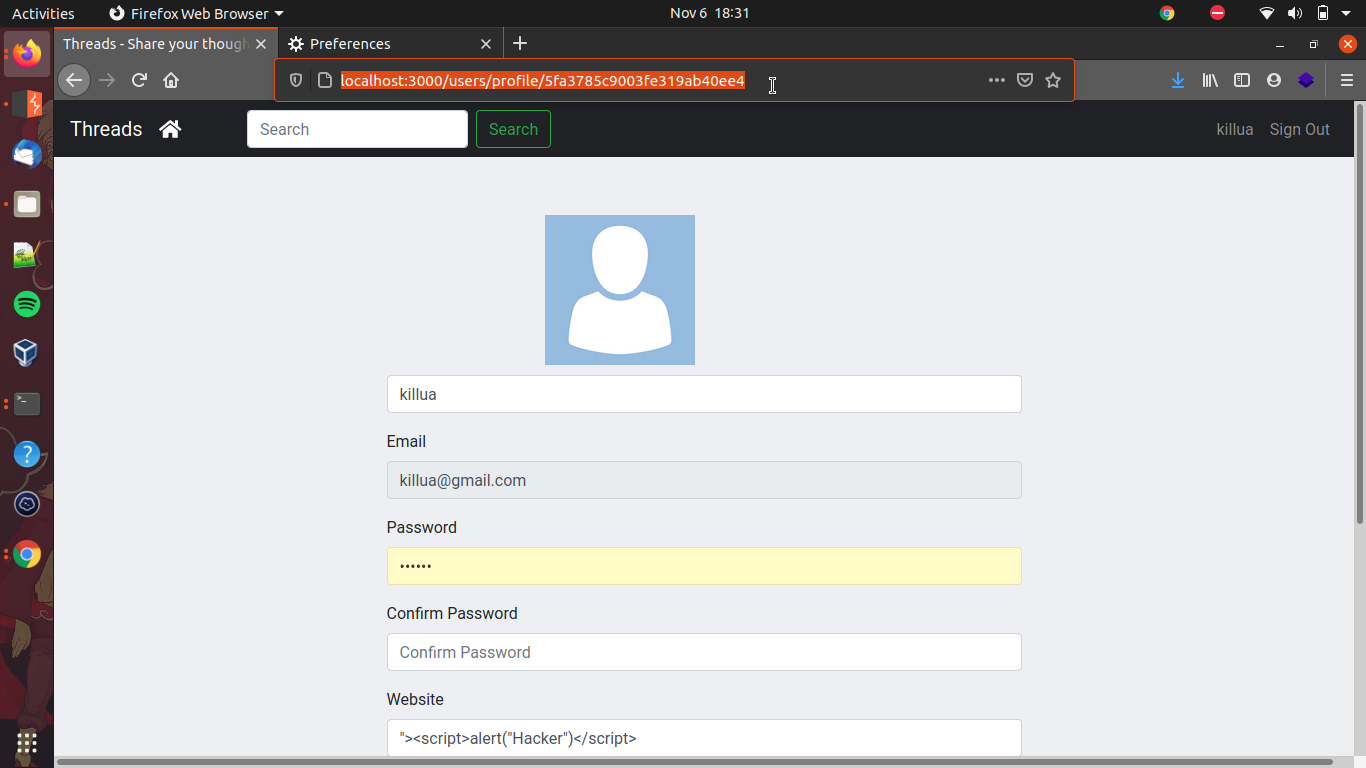 Activities Firefox Web Browser Nov 6 18:31
Threads - Share your though Preferences
localhost:3000/users/profile/5fa3785c9003fe319ab40ee4
Threads Search Search killua Sign Out
killua
Email
killua@gmail.com
Password
••••••
Confirm Password
Confirm Password
Website
"><script>alert("Hacker")</script>